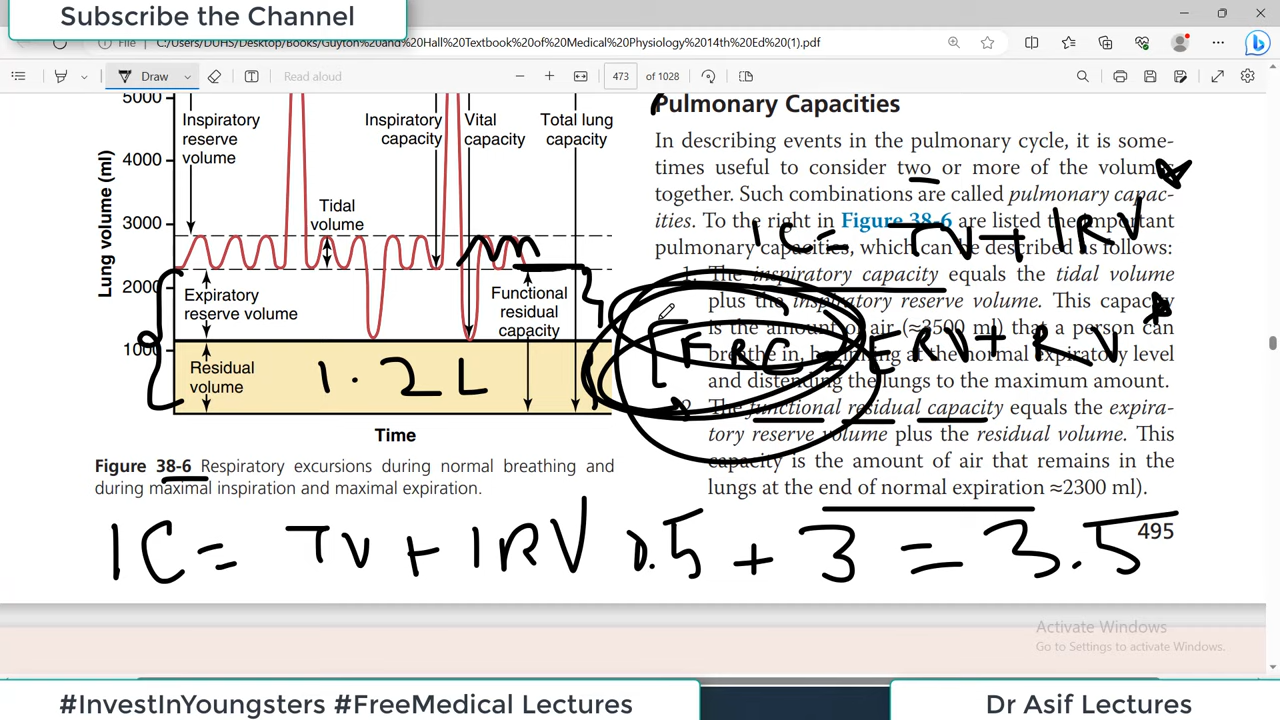 Subscribe the Channel
File C:/Users/DUHS/Desktop/Books/Guyton%20and%20Hall%20Textbook%20of%20Medical%20Physiology%2014th%20Ed%20(1).pdf
Draw
Read aloud
473 of 1028
5000
4000
3000
2000
1000
Lung volume (ml)
Inspiratory
reserve
volume
Inspiratory
capacity
Vital
capacity
Total lung
capacity
Tidal
volume
Expiratory
reserve volume
Functional
residual
capacity
Residual
volume
1.2L
Time
Figure 38-6 Respiratory excursions during normal breathing and
during maximal inspiration and maximal expiration.
Pulmonary Capacities
In describing events in the pulmonary cycle, it is some-
times useful to consider two or more of the volumes
together. Such combinations are called pulmonary capac-
ities. To the right in Figure 38-6 are listed the important
IC= TV+IRV
pulmonary capacities, which can be described as follows:
1. The inspiratory capacity equals the tidal volume
plus the inspiratory reserve volume. This capacity
is the amount of air (≈3500 ml) that a person can
FRC = ERV+RV
breathe in, beginning at the normal expiratory level
and distending the lungs to the maximum amount.
2. The functional residual capacity equals the expira-
tory reserve volume plus the residual volume. This
capacity is the amount of air that remains in the
lungs at the end of normal expiration ≈2300 ml).
495
IC= TV+IRV 0.5+3=3.5
Activate Windows
Go to Settings to activate Windows.
#InvestInYoungsters #FreeMedical Lectures
Dr Asif Lectures